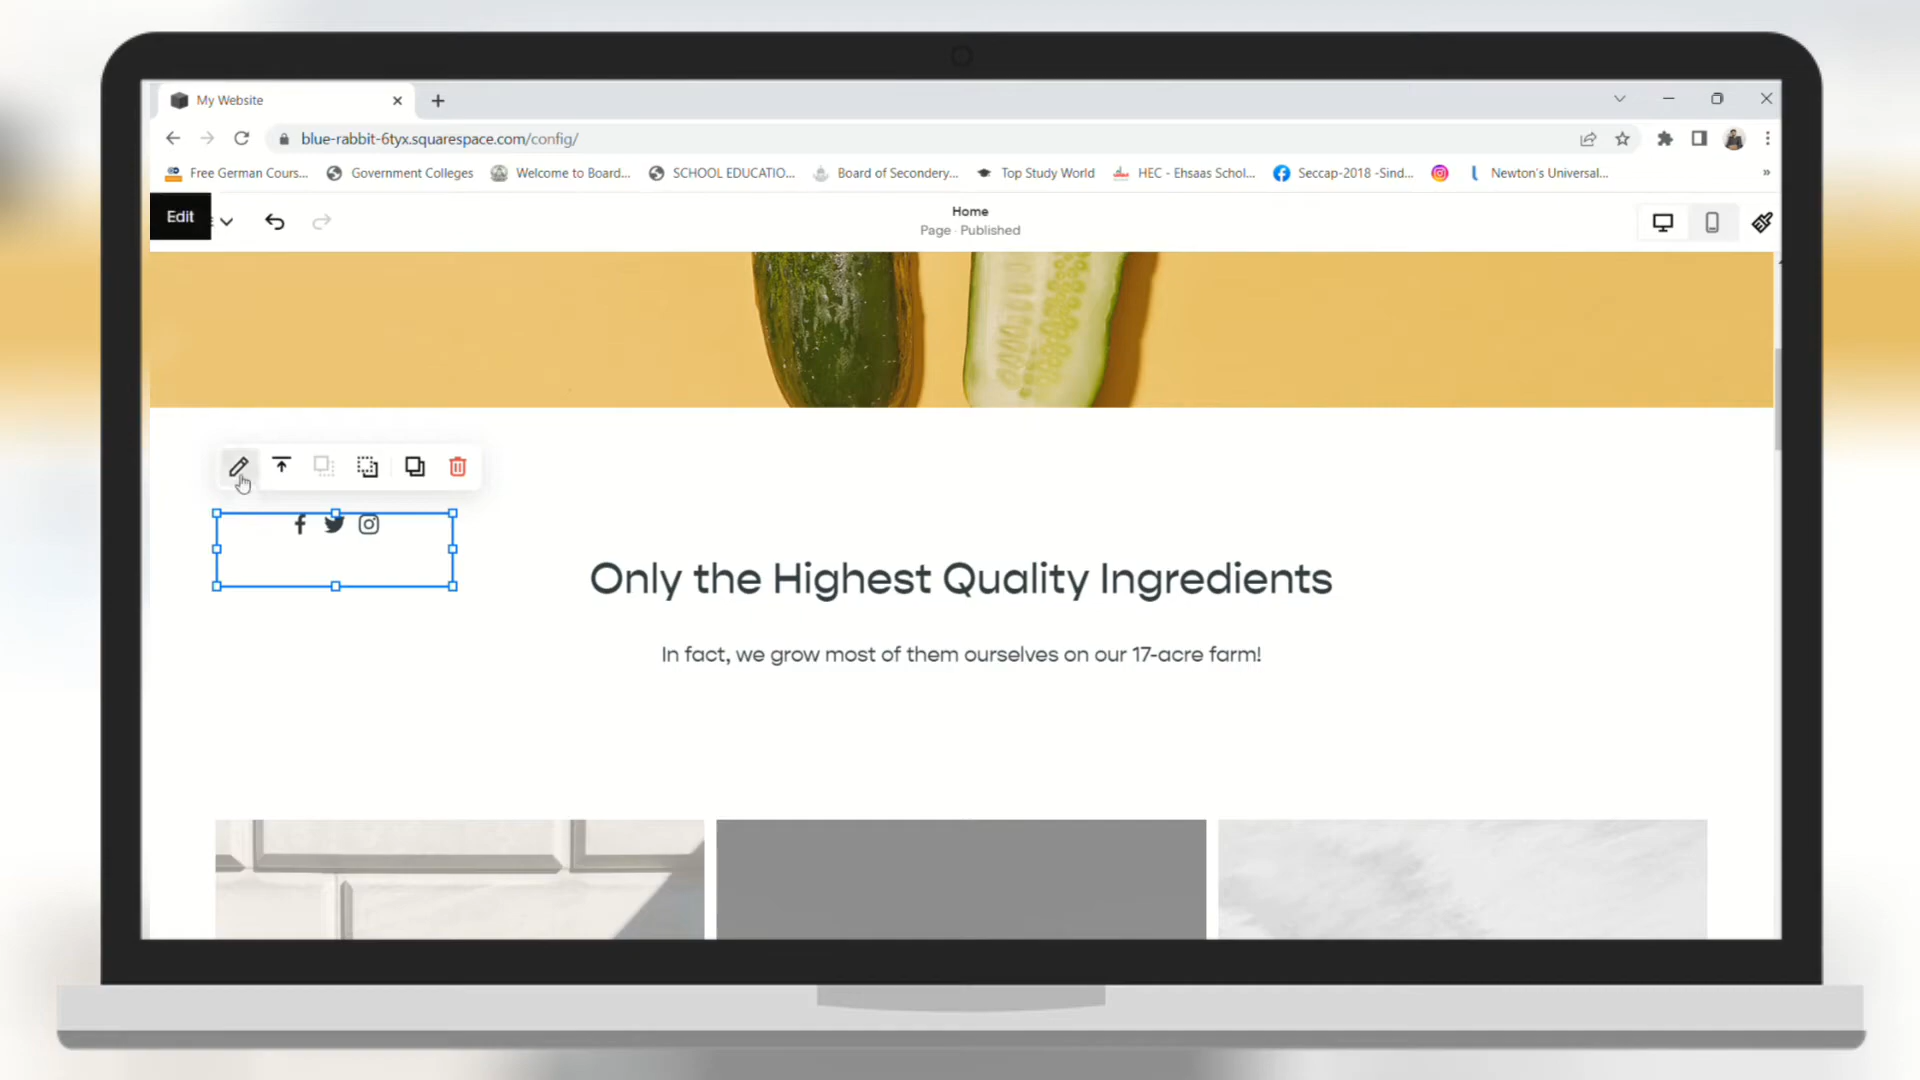 My Website
blue-rabbit-6tyx.squarespace.com/config/
Free German Cours... Government Colleges Welcome to Board... SCHOOL EDUCATIO... Board of Secondery... Top Study World HEC - Ehsaas Schol... Seccap-2018 -Sind... Newton's Universal... »
Edit
Home
Page · Published
Only the Highest Quality Ingredients
In fact, we grow most of them ourselves on our 17-acre farm!